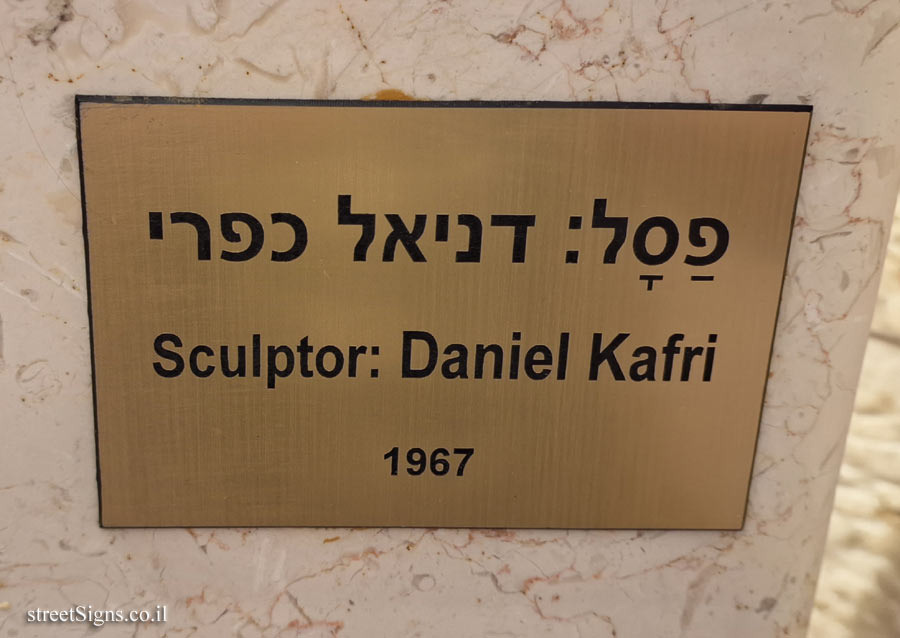 פַסָל: דניאל כפרי
Sculptor: Daniel Kafri
1967
streetSigns.co.il